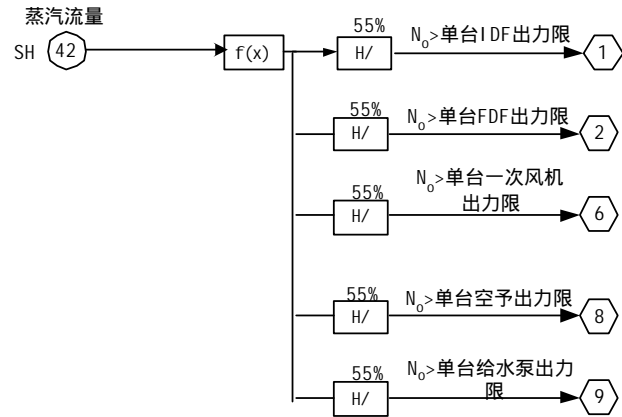 蒸汽流量
SH 42 f(x) 55% H/ N₀>单台IDF出力限 1
55% H/ N₀>单台FDF出力限 2
55% H/ N₀>单台一次风机
出力限 6
55% H/ N₀>单台空予出力限 8
55% H/ N₀>单台给水泵出力
限 9